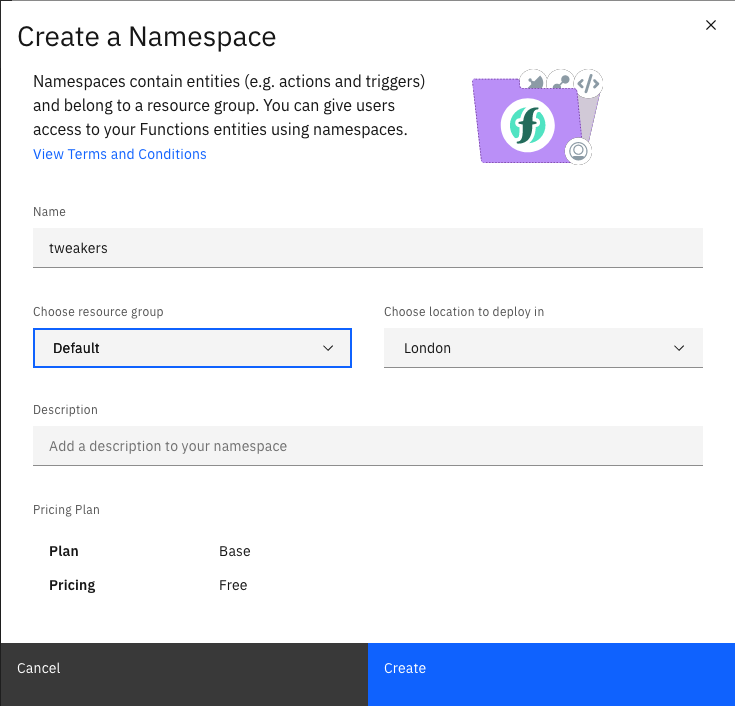 Create a Namespace
Namespaces contain entities (e.g. actions and triggers)
and belong to a resource group. You can give users
access to your Functions entities using namespaces.
View Terms and Conditions
Name
tweakers
Choose resource group
Choose location to deploy in
Default
London
Description
Add a description to your namespace
Pricing Plan
Plan Base
Pricing Free
Cancel
Create